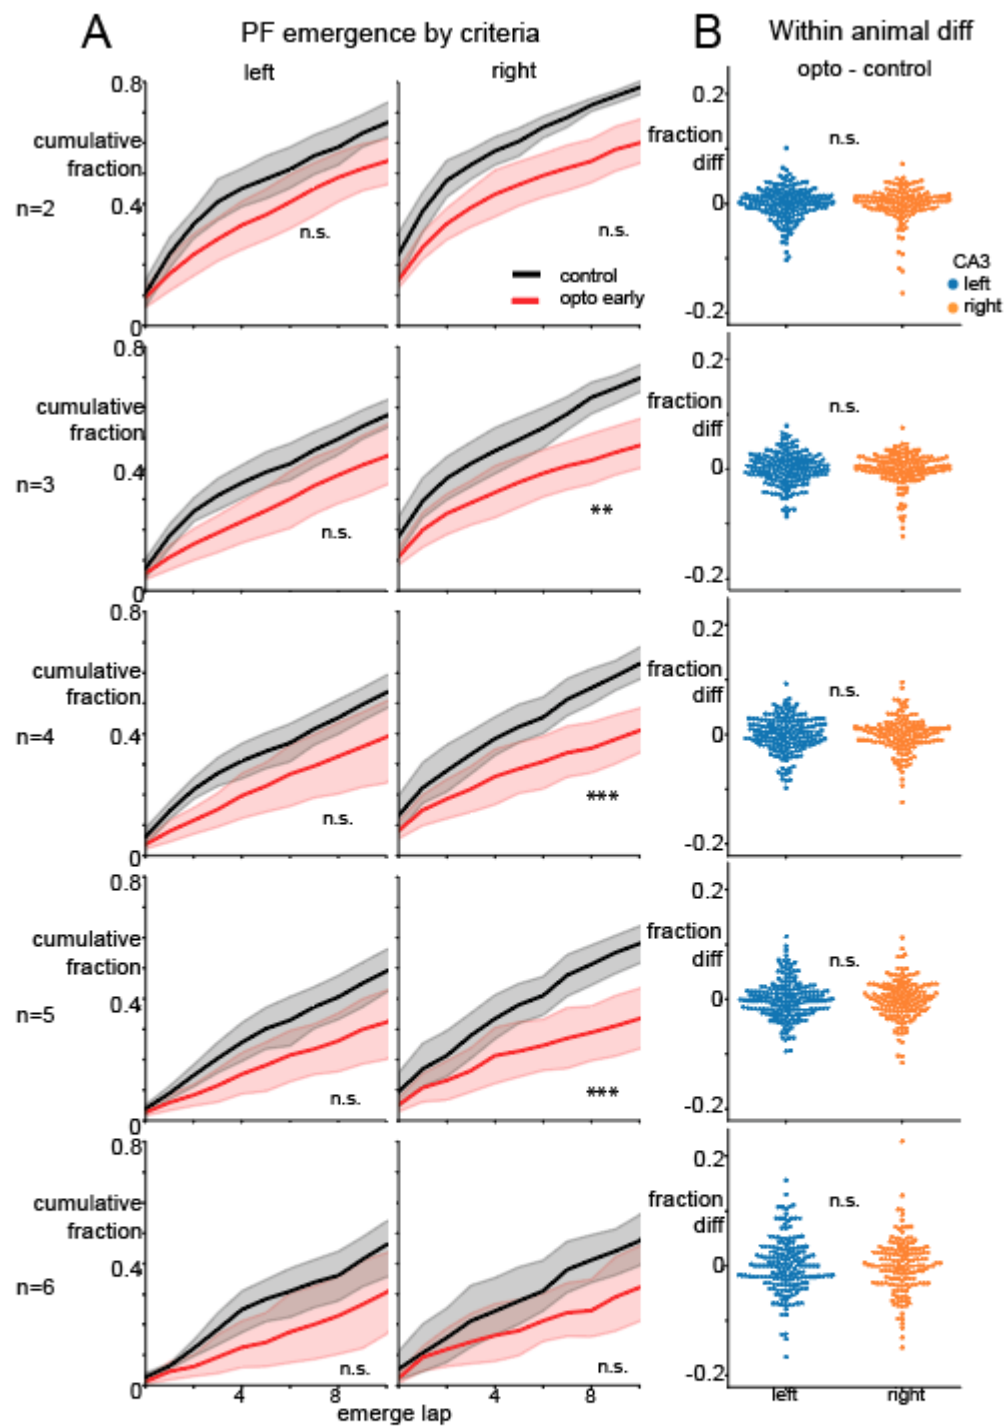 A PF emergence by criteria B Within animal diff
left right opto - control
0.8 0.2
cumulative fraction fraction diff n.s.
n=2 0.4 n.s. n.s. 0
control CA3
opto early left
right
0 -0.2
0.8 0.2
cumulative fraction fraction diff n.s.
n=3 0.4 n.s. ** 0
0 -0.2
0.8 0.2
cumulative fraction fraction diff n.s.
n=4 0.4 n.s. *** 0
0 -0.2
0.8 0.2
cumulative fraction fraction diff n.s.
n=5 0.4 n.s. *** 0
0 -0.2
0.8 0.2
cumulative fraction fraction diff n.s.
n=6 0.4 n.s. n.s. 0
0 -0.2
4 8 4 8 left right
emerge lap